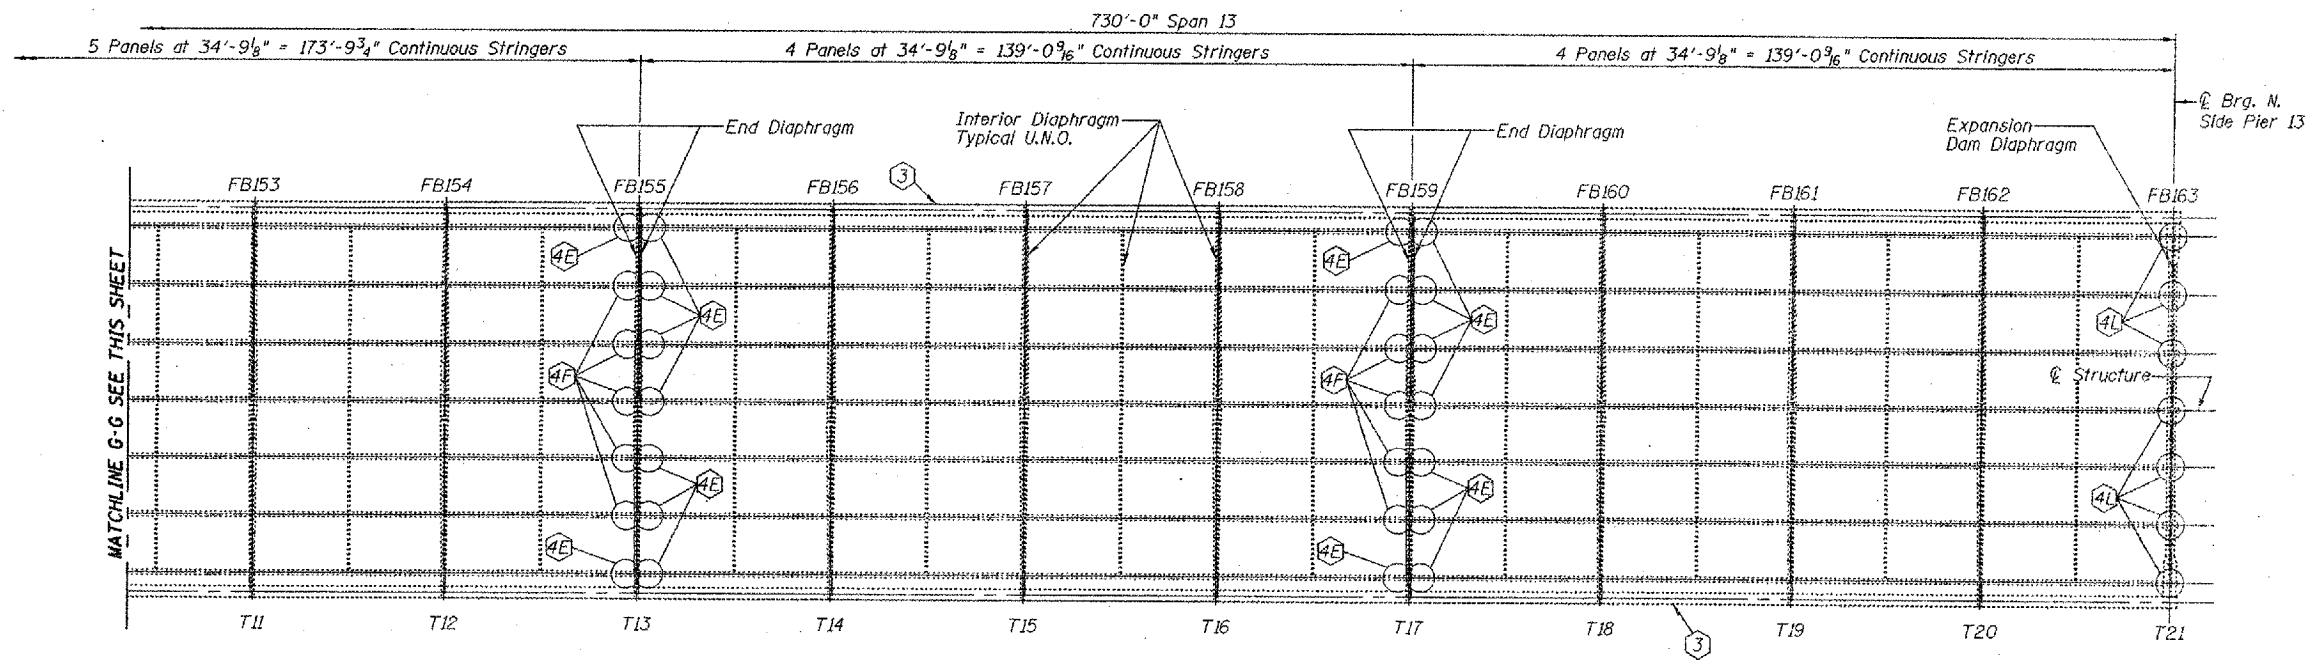 730'-0" Span 13
5 Panels at 34'-9⅛" = 173'-9¾" Continuous Stringers
4 Panels at 34'-9⅛" = 139'-0⁹⁄₁₆" Continuous Stringers
4 Panels at 34'-9⅛" = 139'-0³⁄₁₆" Continuous Stringers
℄ Brg. N.
Side Pier 13
End Diaphragm
Interior Diaphragm
Typical U.N.O.
End Diaphragm
Expansion
Dam Diaphragm
3
FB153
FB154
FB155
FB156
FB157
FB158
FB159
FB160
FB161
FB162
FB163
MATCHLINE G-G SEE THIS SHEET
4E
4E
4E
4E
4L
4F
4F
℄ Structure
4E
4E
4L
4E
4E
T11
T12
T13
T14
T15
T16
T17
T18
T19
T20
T21
3